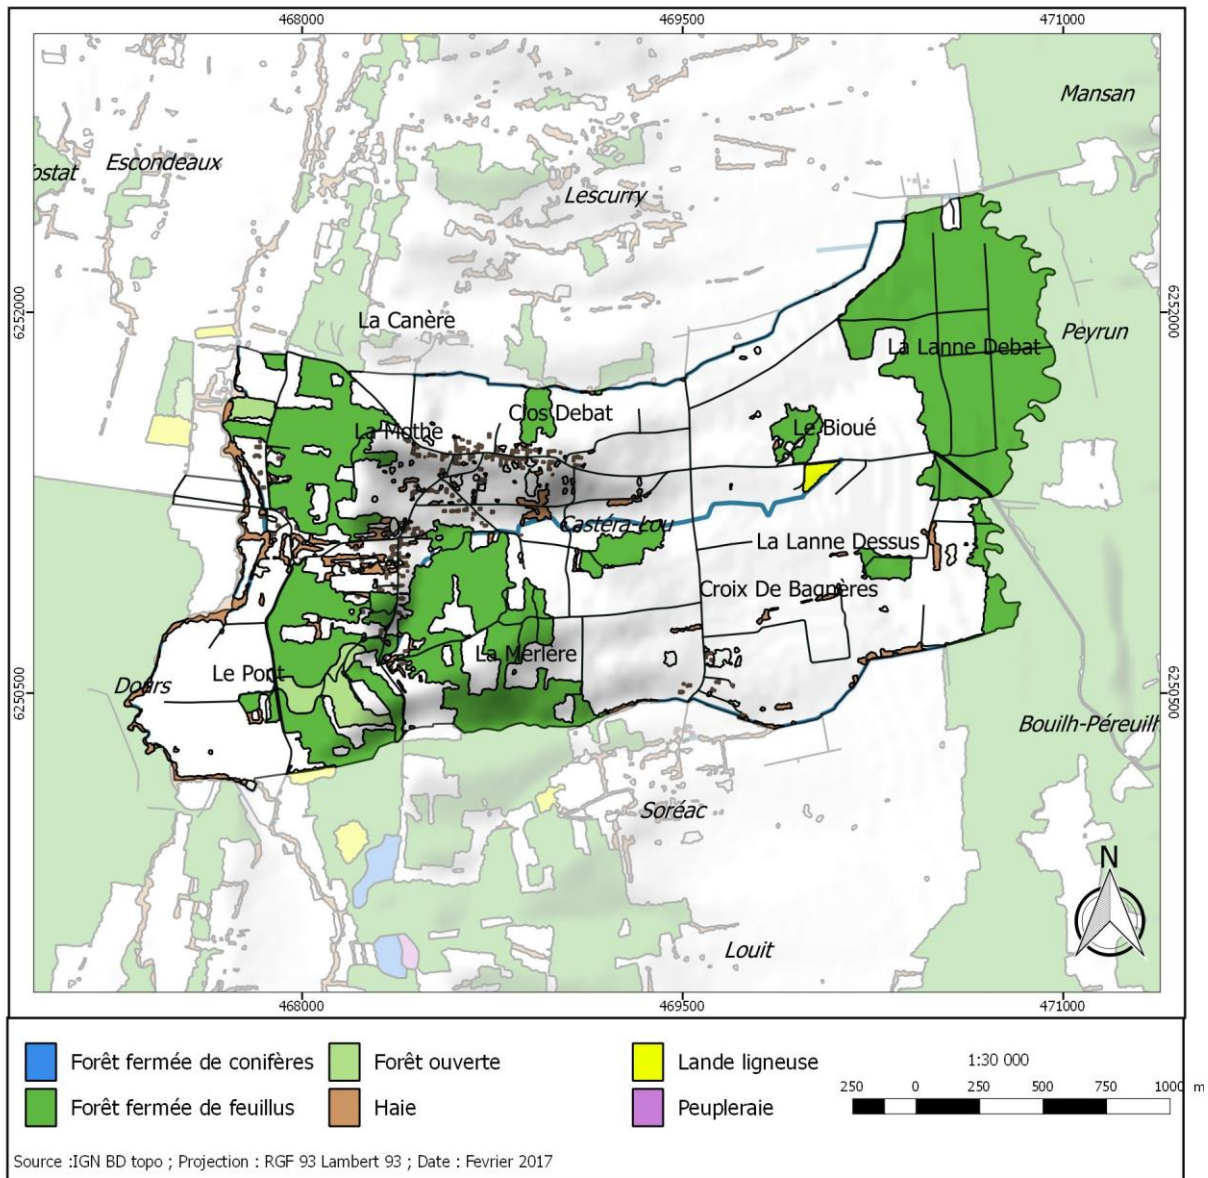 468000 469500 471000
Mansan
Escondeaux
ostat
Lescurry
6252000 6252000
La Canère
Peyrun
La Lanne Debat
Clos Debat
La Mothe
Le Bioué
Castéra-Lou
La Lanne Dessus
Croix De Bagnères
La Merlère
Le Pont
Dours
6250500 6250500
Bouilh-Péreuilh
Soréac
N
Louit
468000 469500 471000
Forêt fermée de conifères Forêt ouverte Lande ligneuse 1:30 000
250 0 250 500 750 1000 m
Forêt fermée de feuillus Haie Peupleraie
Source :IGN BD topo ; Projection : RGF 93 Lambert 93 ; Date : Fevrier 2017